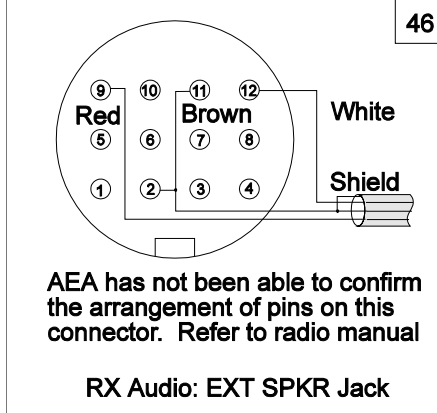 46
9 10 11 12
Red Brown White
5 6 7 8
Shield
1 2 3 4
AEA has not been able to confirm
the arrangement of pins on this
connector. Refer to radio manual
RX Audio: EXT SPKR Jack